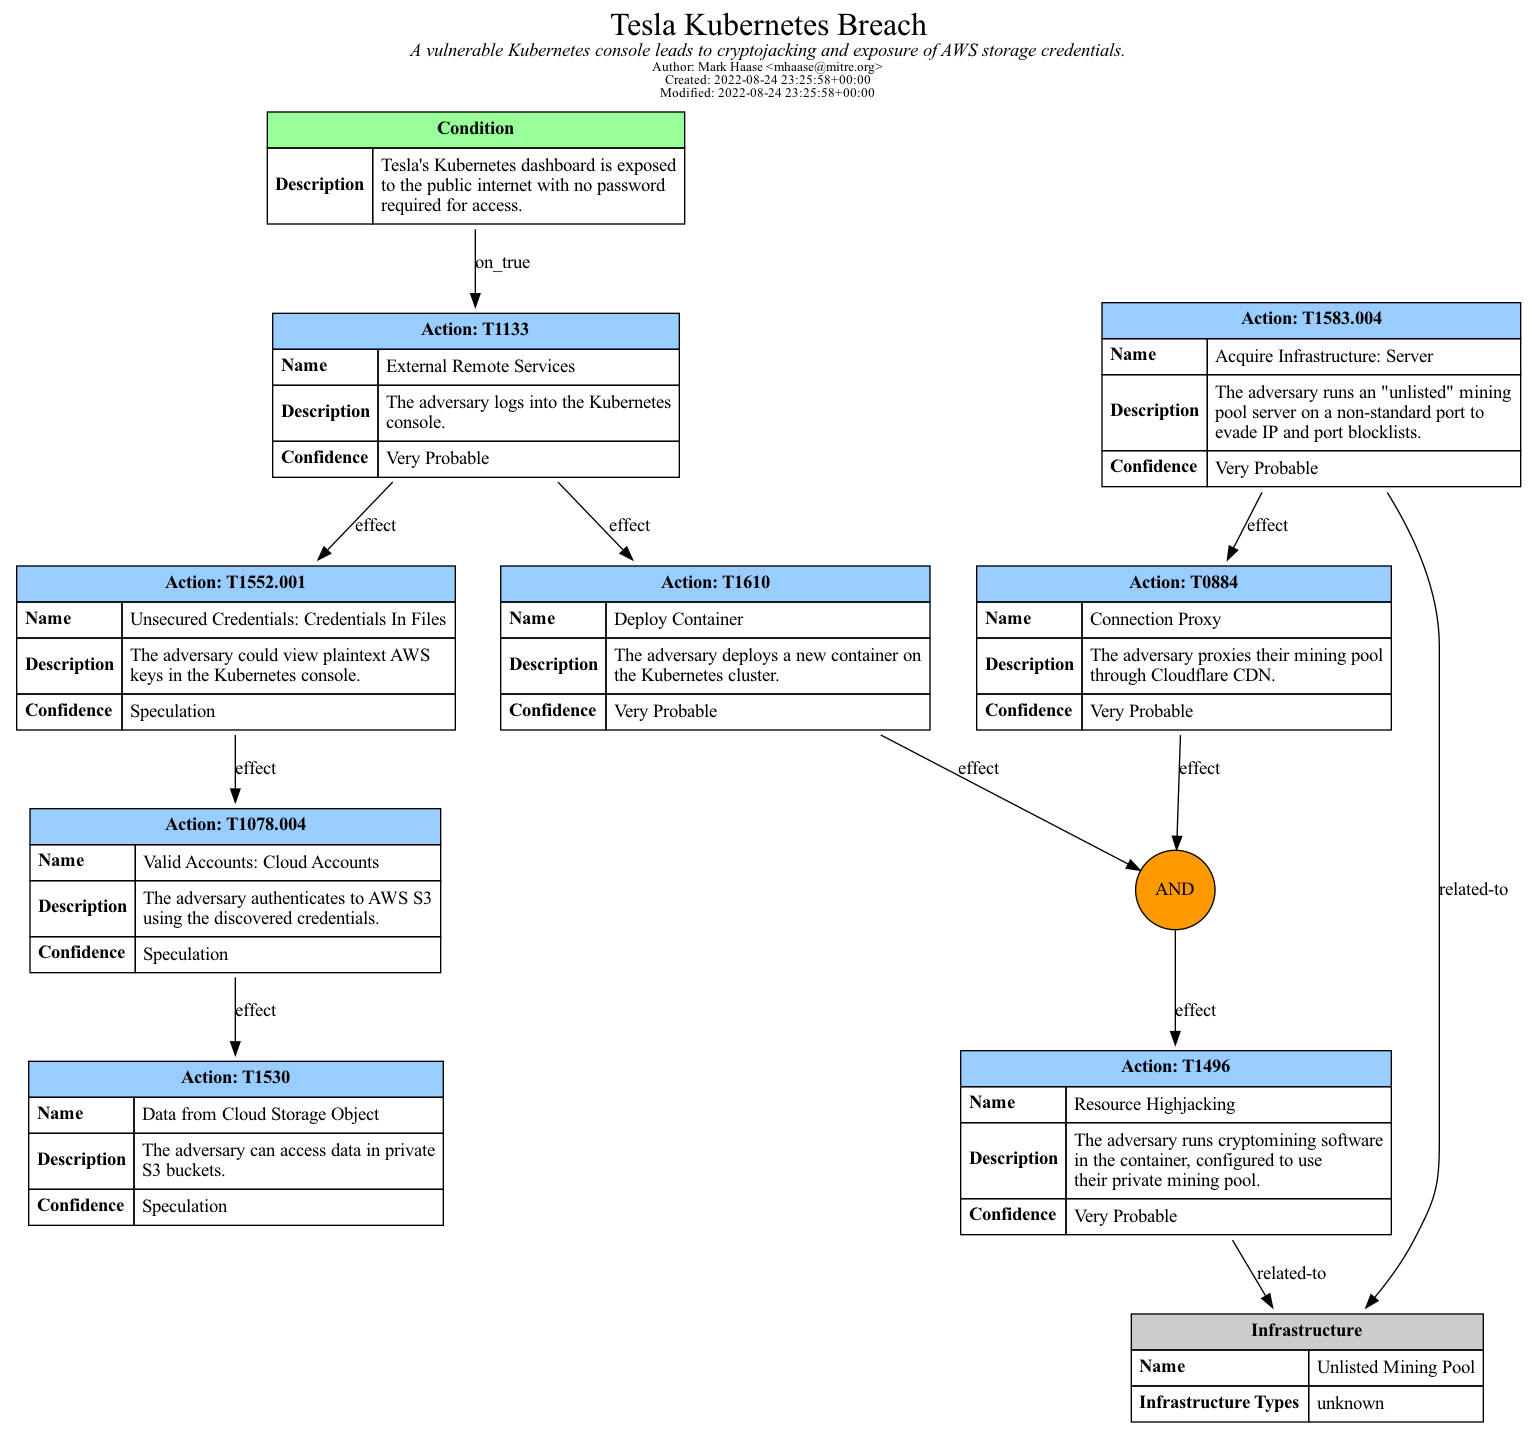 Tesla Kubernetes Breach
A vulnerable Kubernetes console leads to cryptojacking and exposure of AWS storage credentials.
Author: Mark Haase <mhaase@mitre.org>
Created: 2022-08-24 23:25:58+00:00
Modified: 2022-08-24 23:25:58+00:00
Condition
Description
Tesla's Kubernetes dashboard is exposed
to the public internet with no password
required for access.
on_true
Action: T1133
Name
External Remote Services
Description
The adversary logs into the Kubernetes
console.
Confidence
Very Probable
Action: T1583.004
Name
Acquire Infrastructure: Server
Description
The adversary runs an "unlisted" mining
pool server on a non-standard port to
evade IP and port blocklists.
Confidence
Very Probable
effect
effect
effect
Action: T1552.001
Name
Unsecured Credentials: Credentials In Files
Description
The adversary could view plaintext AWS
keys in the Kubernetes console.
Confidence
Speculation
Action: T1610
Name
Deploy Container
Description
The adversary deploys a new container on
the Kubernetes cluster.
Confidence
Very Probable
Action: T0884
Name
Connection Proxy
Description
The adversary proxies their mining pool
through Cloudflare CDN.
Confidence
Very Probable
effect
effect
effect
Action: T1078.004
Name
Valid Accounts: Cloud Accounts
Description
The adversary authenticates to AWS S3
using the discovered credentials.
Confidence
Speculation
AND
related-to
effect
effect
Action: T1530
Name
Data from Cloud Storage Object
Description
The adversary can access data in private
S3 buckets.
Confidence
Speculation
Action: T1496
Name
Resource Highjacking
Description
The adversary runs cryptomining software
in the container, configured to use
their private mining pool.
Confidence
Very Probable
related-to
Infrastructure
Name
Unlisted Mining Pool
Infrastructure Types
unknown